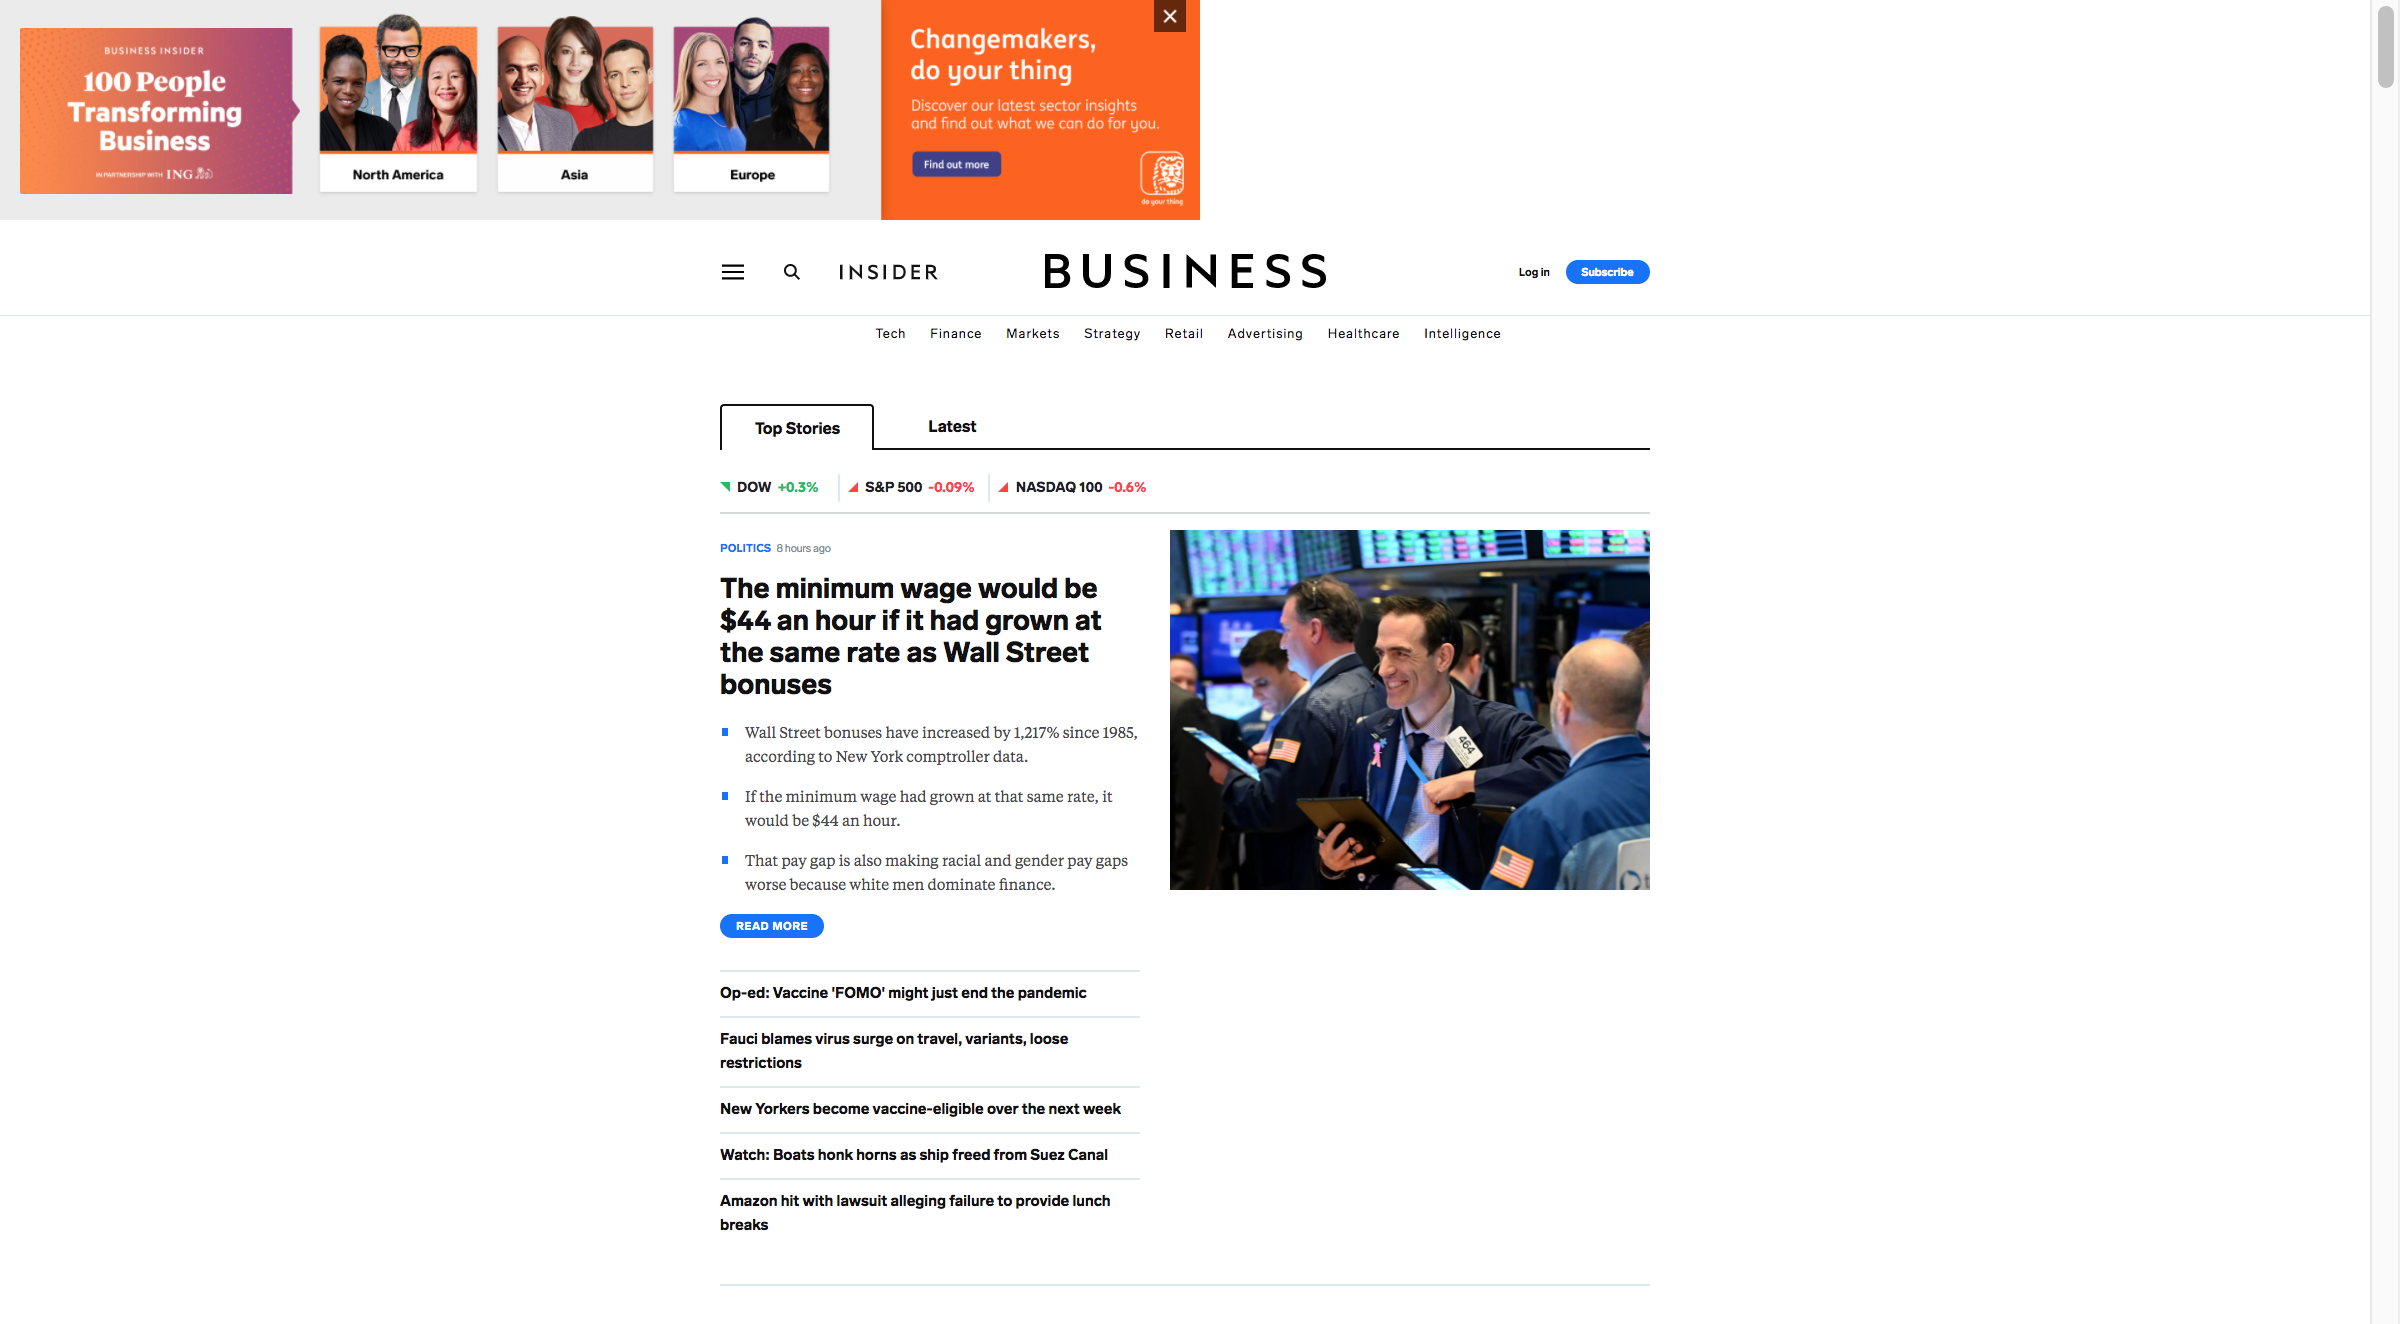 BUSINESS INSIDER
100 People
Transforming
Business
IN PARTNERSHIP WITH ING
North America
Asia
Europe
Changemakers,
do your thing
Discover our latest sector insights
and find out what we can do for you.
Find out more
do your thing
INSIDER
BUSINESS
Log in
Subscribe
Tech Finance Markets Strategy Retail Advertising Healthcare Intelligence
Top Stories
Latest
DOW +0.3% S&P 500 -0.09% NASDAQ 100 -0.6%
POLITICS 8 hours ago
The minimum wage would be
$44 an hour if it had grown at
the same rate as Wall Street
bonuses
Wall Street bonuses have increased by 1,217% since 1985,
according to New York comptroller data.
If the minimum wage had grown at that same rate, it
would be $44 an hour.
That pay gap is also making racial and gender pay gaps
worse because white men dominate finance.
READ MORE
464
Op-ed: Vaccine 'FOMO' might just end the pandemic
Fauci blames virus surge on travel, variants, loose
restrictions
New Yorkers become vaccine-eligible over the next week
Watch: Boats honk horns as ship freed from Suez Canal
Amazon hit with lawsuit alleging failure to provide lunch
breaks